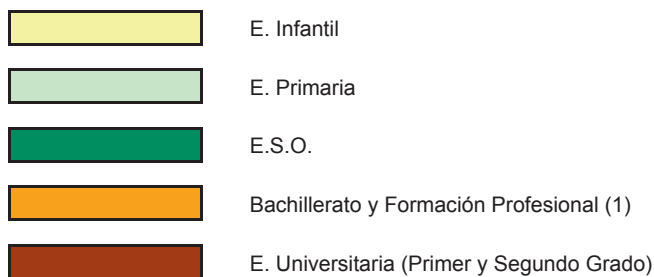 E. Infantil
E. Primaria
E.S.O.
Bachillerato y Formación Profesional (1)
E. Universitaria (Primer y Segundo Grado)